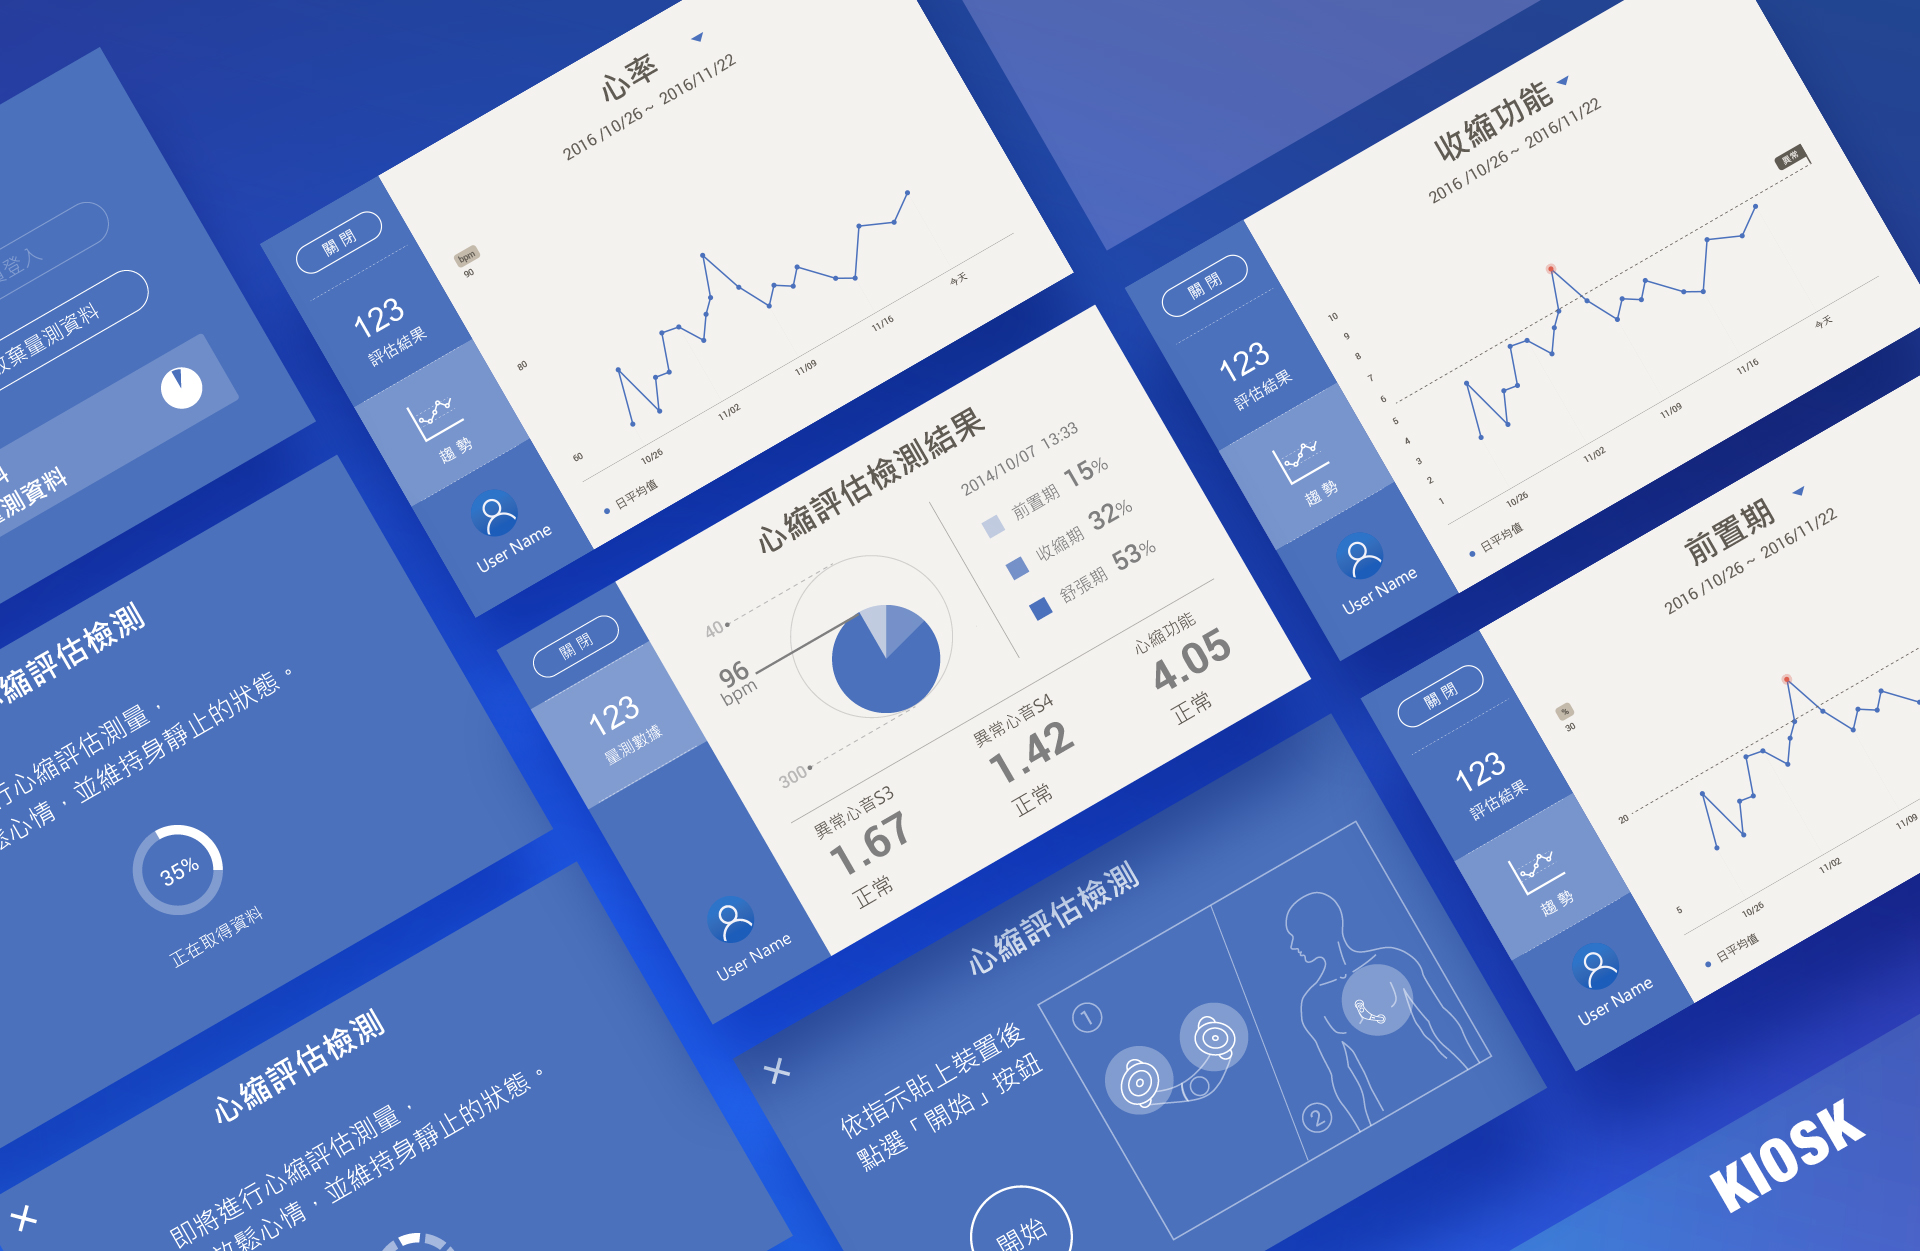 登入
放棄量測資料
測資料
縮評估檢測
行心縮評估測量，
鬆心情，並維持身靜止的狀態。
35%
正在取得資料
心縮評估檢測
即將進行心縮評估測量，
放鬆心情，並維持身靜止的狀態。
關 閉
123
評估結果
趨 勢
User Name
心率
2016 /10/26 ~ 2016/11/22
bpm
90
80
60
10/26
11/02
11/09
11/16
今天
日平均值
關 閉
123
量測數據
User Name
心縮評估檢測結果
40
96
bpm
300
2014/10/07 13:33
前置期 15%
收縮期 32%
舒張期 53%
異常心音S3
1.67
正常
異常心音S4
1.42
正常
心縮功能
4.05
正常
心縮評估檢測
依指示貼上裝置後
點選「開始」按鈕
開始
1
2
關 閉
123
評估結果
趨 勢
User Name
收縮功能
2016 /10/26 ~ 2016/11/22
異常
10
9
8
7
6
5
4
3
2
1
10/26
11/02
11/09
11/16
今天
日平均值
關 閉
123
評估結果
趨 勢
User Name
前置期
2016 /10/26 ~ 2016/11/22
%
30
20
5
10/26
11/02
11/09
日平均值
KIOSK